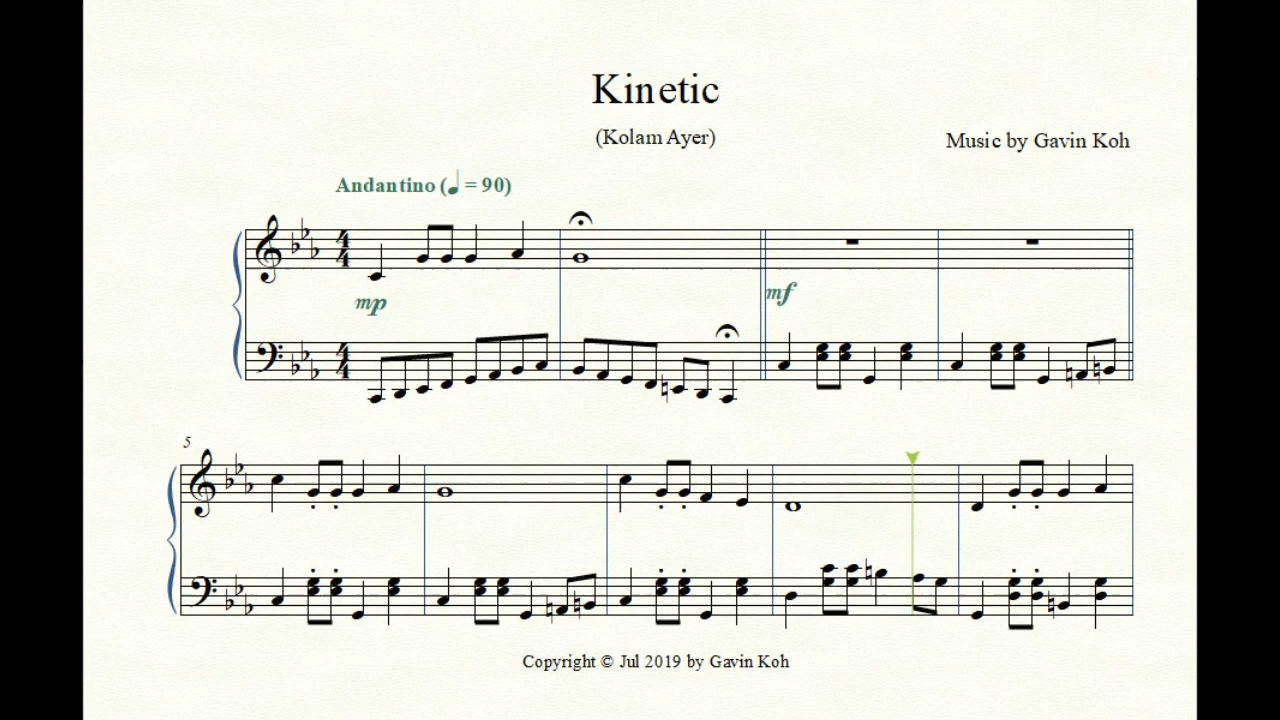 Kinetic
(Kolam Ayer)
Music by Gavin Koh
Andantino (♩ = 90)
4
4
mp
mf
4
4
5
Copyright © Jul 2019 by Gavin Koh